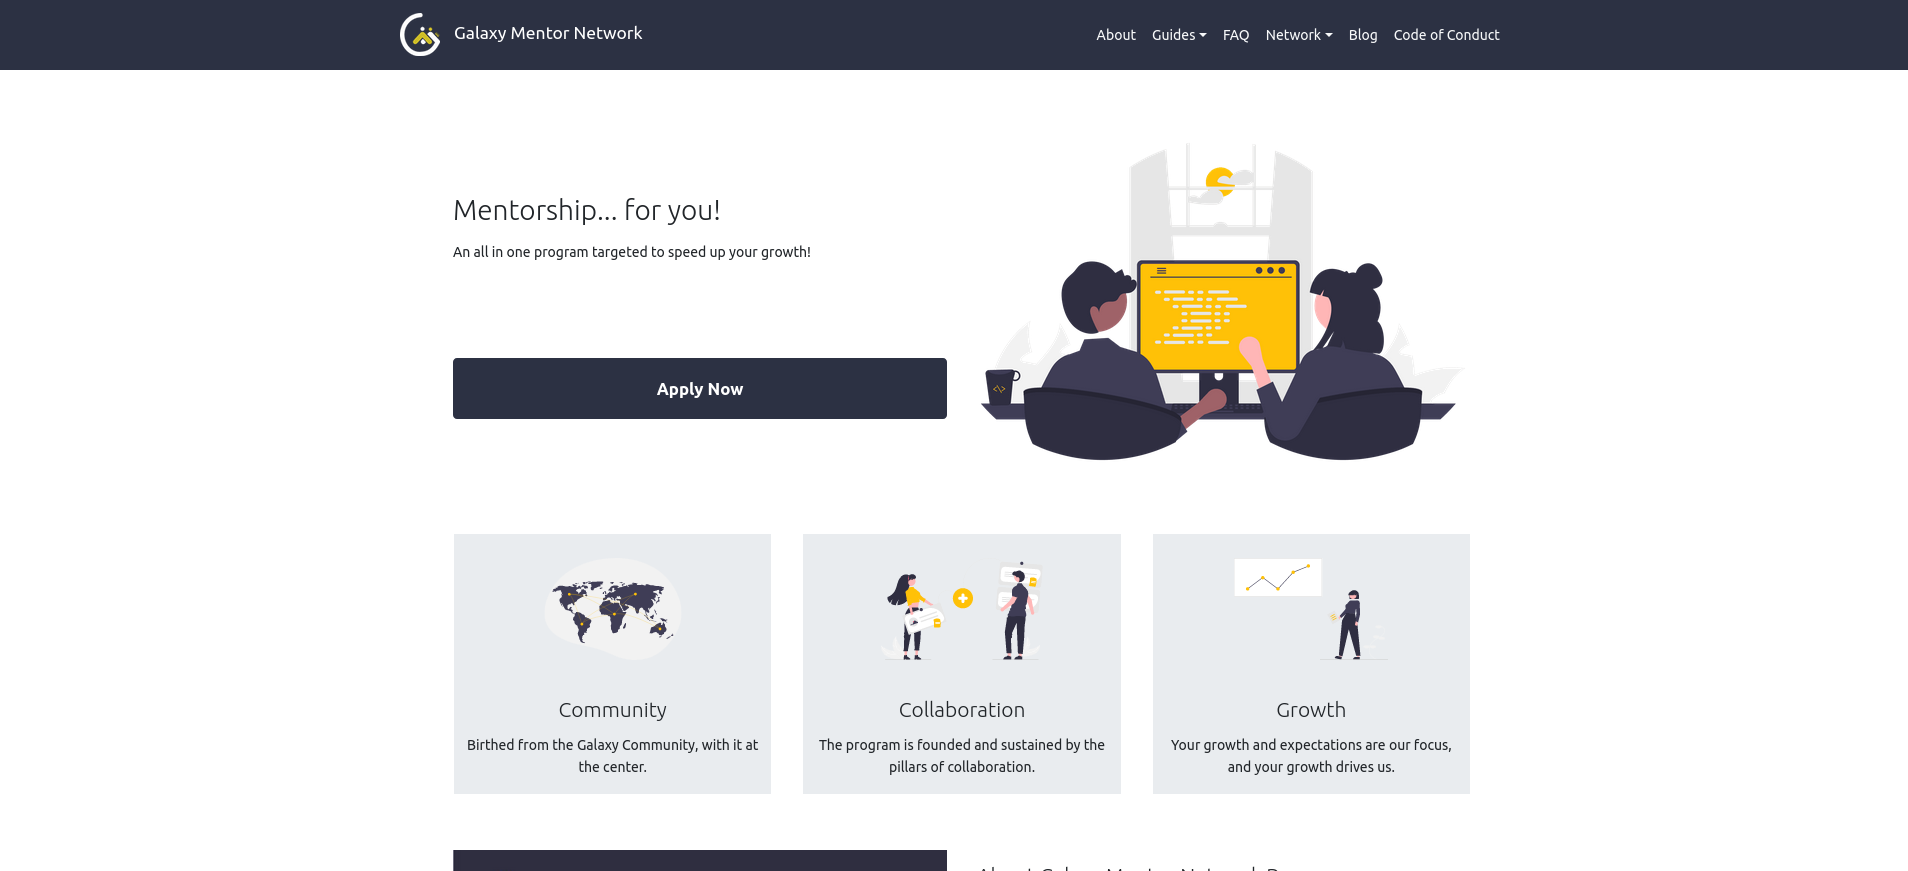 Galaxy Mentor Network
About Guides FAQ Network Blog Code of Conduct
Mentorship... for you!
An all in one program targeted to speed up your growth!
Apply Now
Community
Birthed from the Galaxy Community, with it at
the center.
Collaboration
The program is founded and sustained by the
pillars of collaboration.
Growth
Your growth and expectations are our focus,
and your growth drives us.